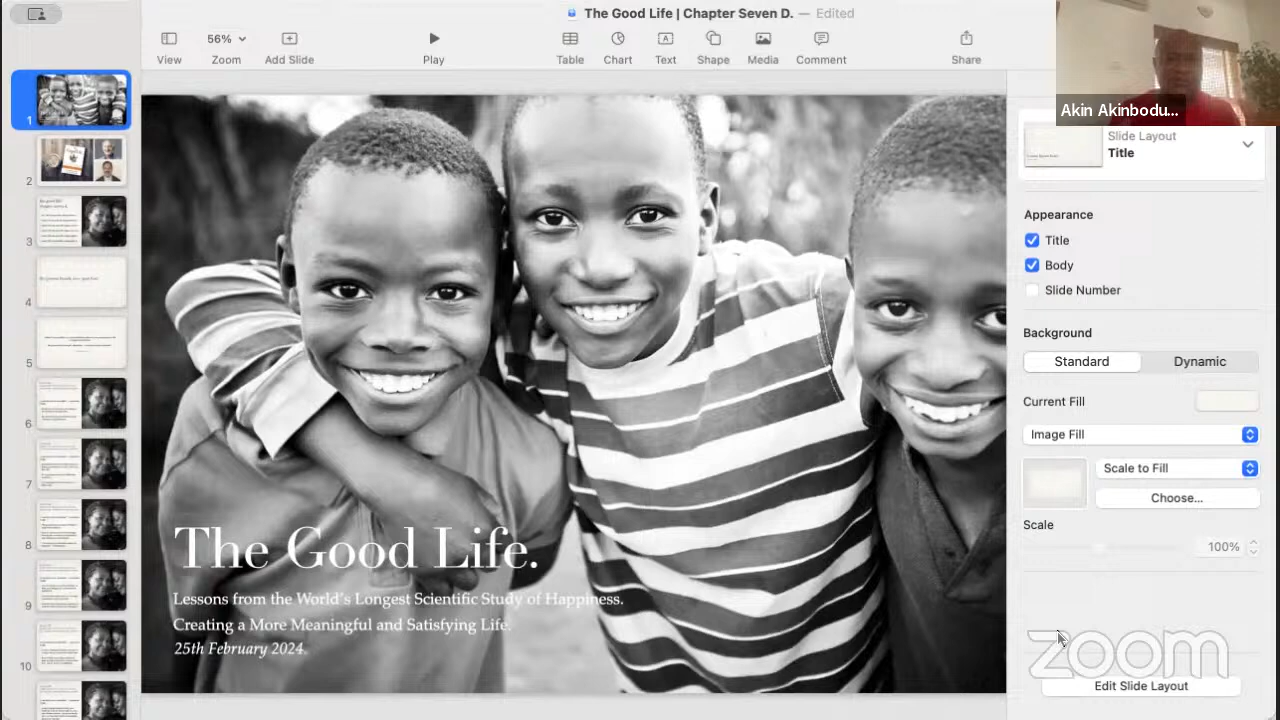 The Good Life | Chapter Seven D. — Edited
56%
View
Zoom
Add Slide
Play
Table
Chart
Text
Shape
Media
Comment
Share
Akin Akinbodu...
Slide Layout
Title
Appearance
Title
Body
Slide Number
Background
Standard
Dynamic
Current Fill
Image Fill
Scale to Fill
Choose...
Scale
100%
Edit Slide Layout
zoom
1
2
3
4
5
6
7
8
9
10
The Good Life.
Lessons from the World's Longest Scientific Study of Happiness.
Creating a More Meaningful and Satisfying Life.
25th February 2024.